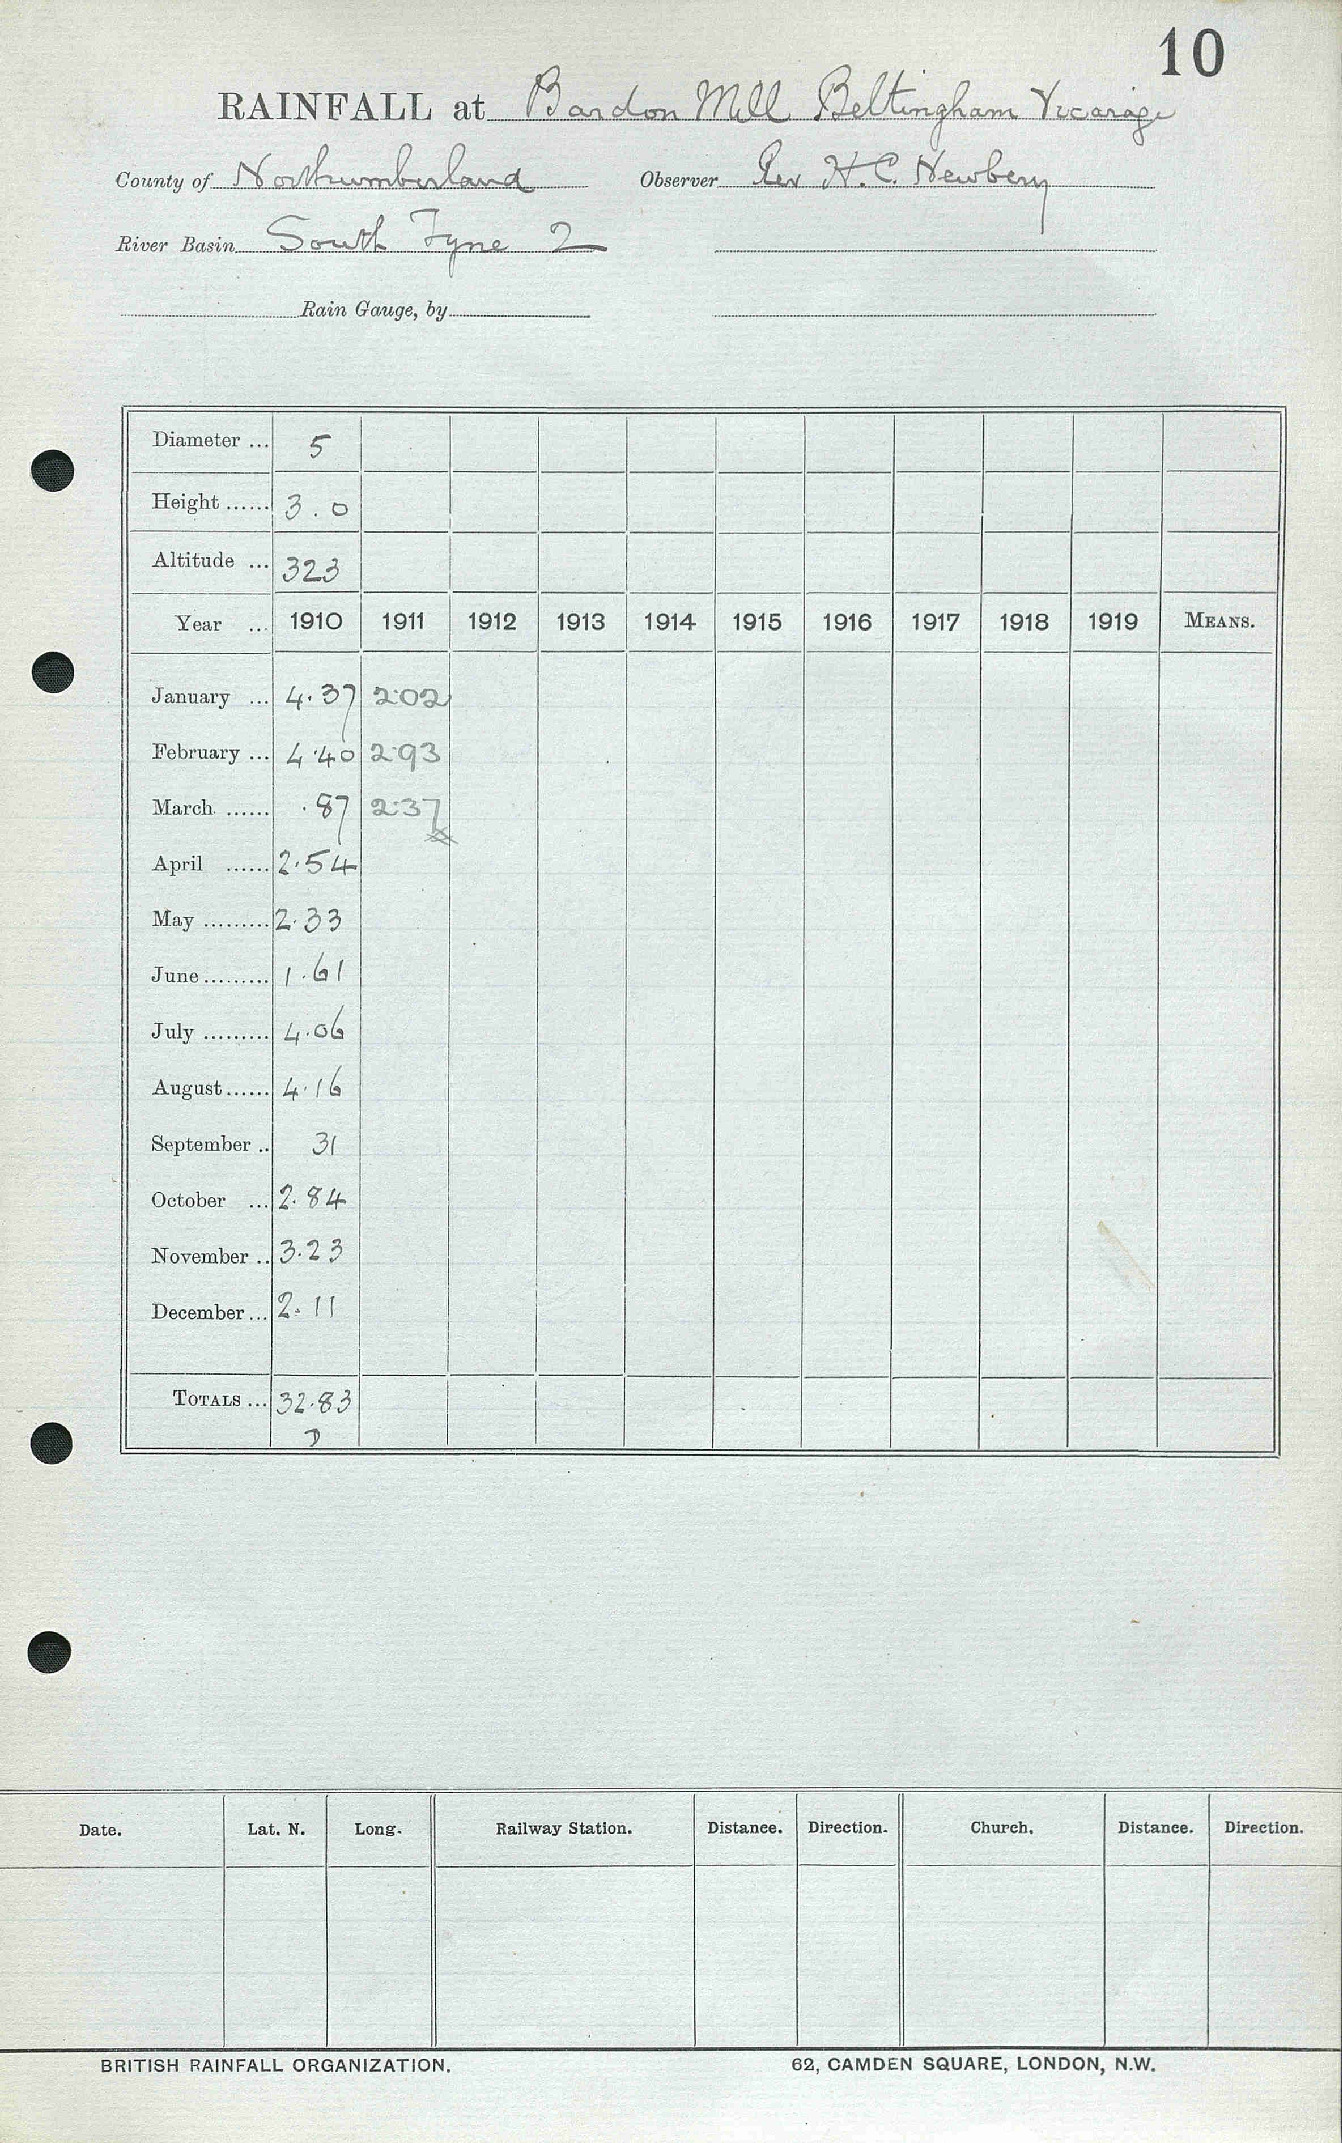 10
RAINFALL at Bardon Mill Beltingham Vicarage
County of Northumberland Observer Rev H. C. Newbery
River Basin South Tyne 2
Rain Gauge, by
Diameter ... 5
Height ...... 3.0
Altitude ... 323
Year ... 1910 1911 1912 1913 1914 1915 1916 1917 1918 1919 MEANS.
January ... 4.37 2.02
February ... 4.40 2.93
March ...... .87 2.37
April ...... 2.54
May ......... 2.33
June ......... 1.61
July ......... 4.06
August ...... 4.16
September .. 31
October ... 2.84
November .. 3.23
December ... 2.11
TOTALS ... 32.83
D
Date. Lat. N. Long. Railway Station. Distance. Direction. Church. Distance. Direction.
BRITISH RAINFALL ORGANIZATION. 62, CAMDEN SQUARE, LONDON, N.W.